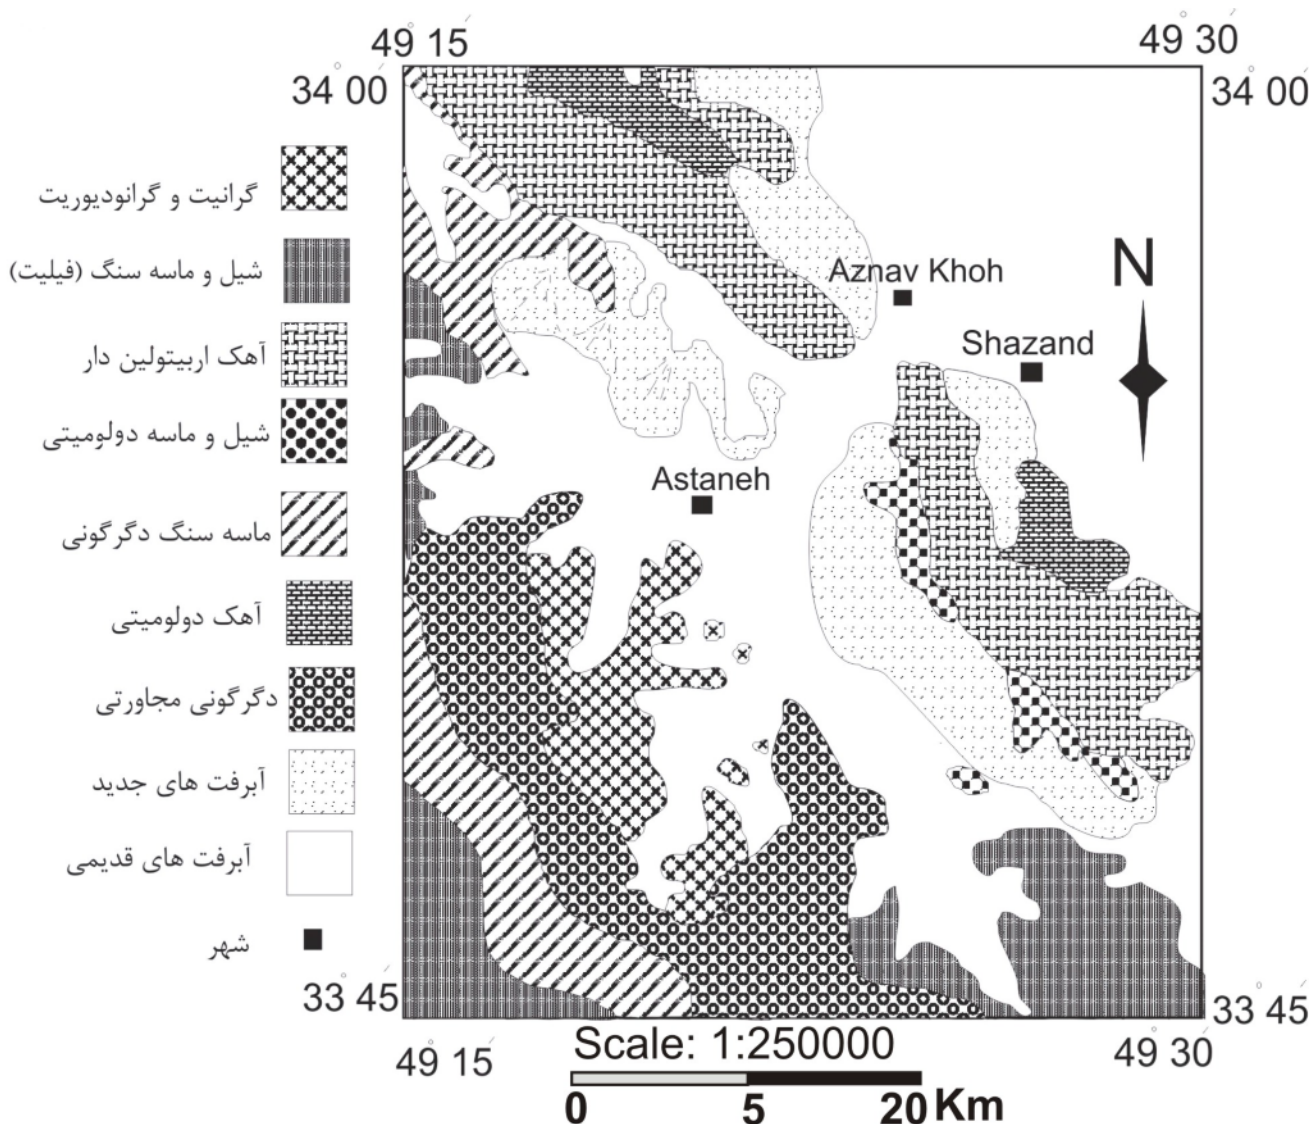 49° 15′
49° 30′
34° 00′
34° 00′
گرانیت و گرانودیوریت
شیل و ماسه سنگ (فیلیت)
آهک اربیتولین دار
شیل و ماسه دولومیتی
ماسه سنگ دگرگونی
آهک دولومیتی
دگرگونی مجاورتی
آبرفت های جدید
آبرفت های قدیمی
شهر
N
Aznav Khoh
Shazand
Astaneh
33° 45′
33° 45′
49° 15′
49° 30′
Scale: 1:250000
0 5 20 Km